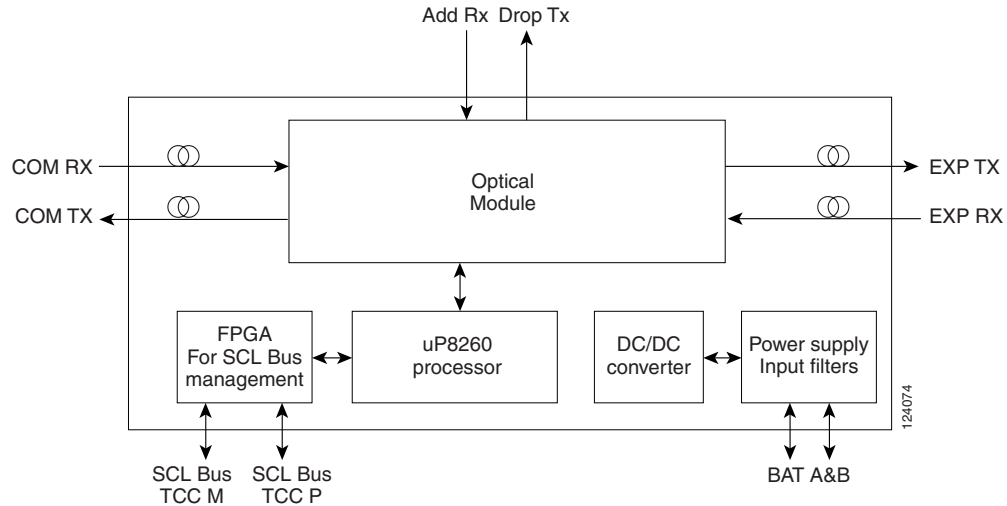 Add Rx Drop Tx
COM RX
COM TX
Optical
Module
EXP TX
EXP RX
FPGA
For SCL Bus
management
uP8260
processor
DC/DC
converter
Power supply
Input filters
124074
SCL Bus
TCC M
SCL Bus
TCC P
BAT A&B